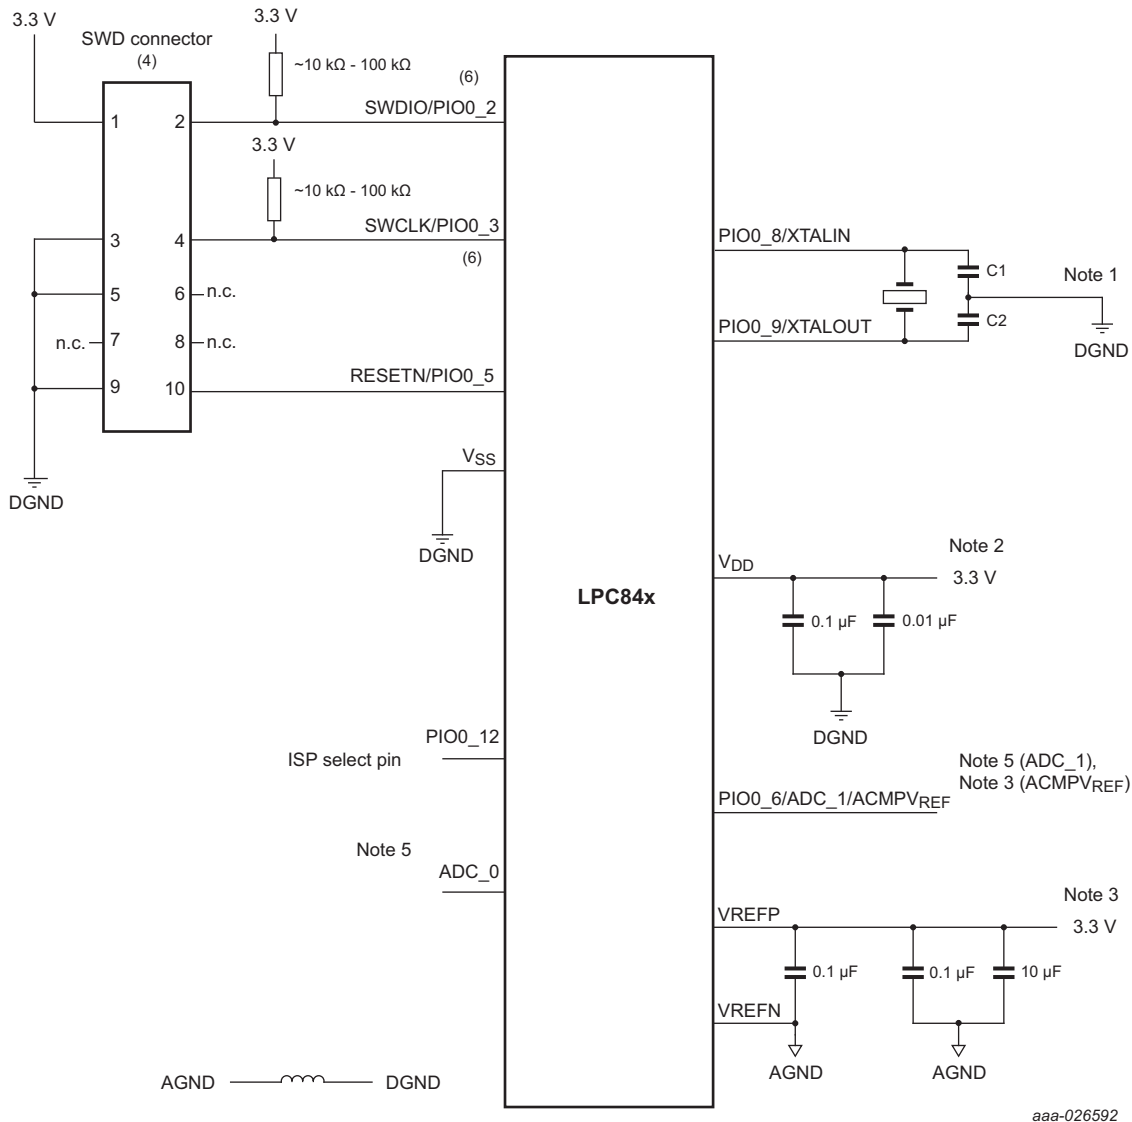 3.3 V
3.3 V
SWD connector
(4)
~10 kΩ - 100 kΩ
(6)
SWDIO/PIO0_2
1
2
3.3 V
~10 kΩ - 100 kΩ
SWCLK/PIO0_3
3
4
(6)
5
6
n.c.
n.c.
7
8
n.c.
RESETN/PIO0_5
9
10
DGND
VSS
DGND
PIO0_8/XTALIN
C1
Note 1
C2
PIO0_9/XTALOUT
DGND
LPC84x
VDD
Note 2
3.3 V
0.1 µF
0.01 µF
DGND
PIO0_12
ISP select pin
Note 5 (ADC_1),
Note 3 (ACMPVREF)
PIO0_6/ADC_1/ACMPVREF
Note 5
ADC_0
VREFP
Note 3
3.3 V
0.1 µF
0.1 µF
10 µF
VREFN
AGND
AGND
AGND
DGND
aaa-026592